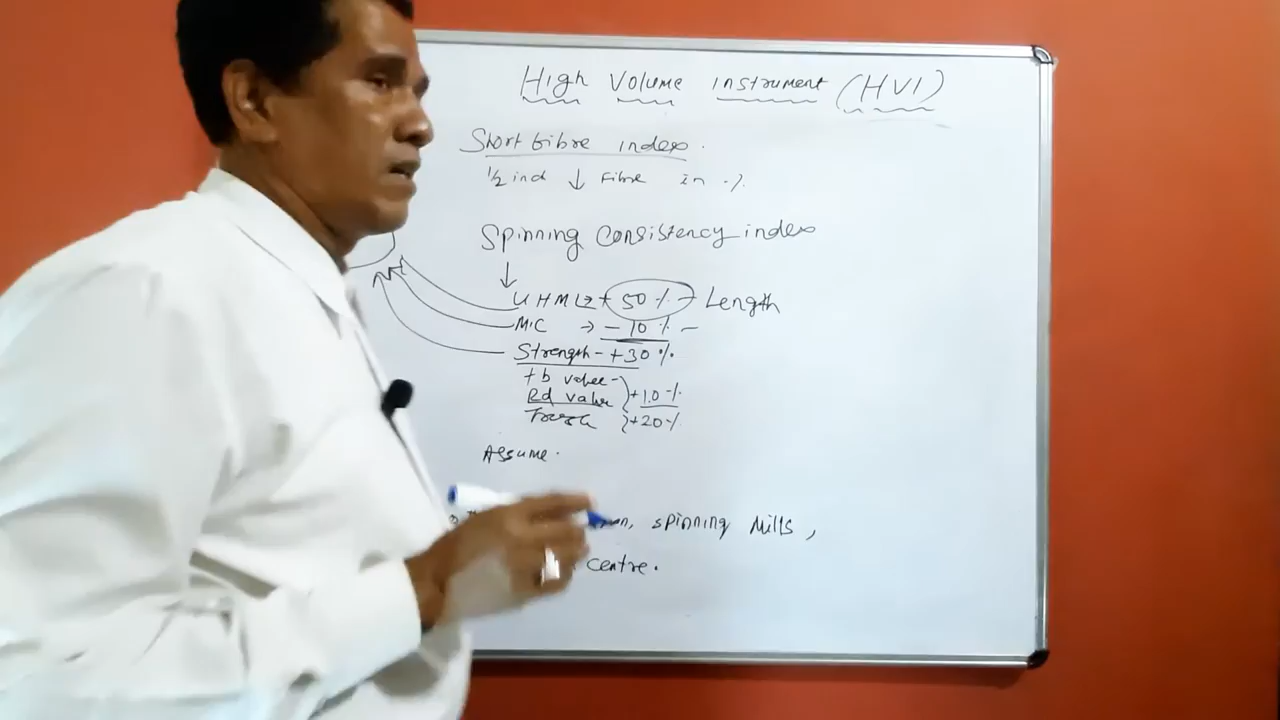 High Volume Instrument (HVI)
Short fibre index.
1/2 inch ↓ Fibre in %
Spinning Consistency index
↓
UHML → + 50 % - Length
MIC → - 10 % -
Strength - + 30 %
+b value -
Rd value } + 10 %
Trash } + 20 %
Assume.
spinning Mills,
centre.